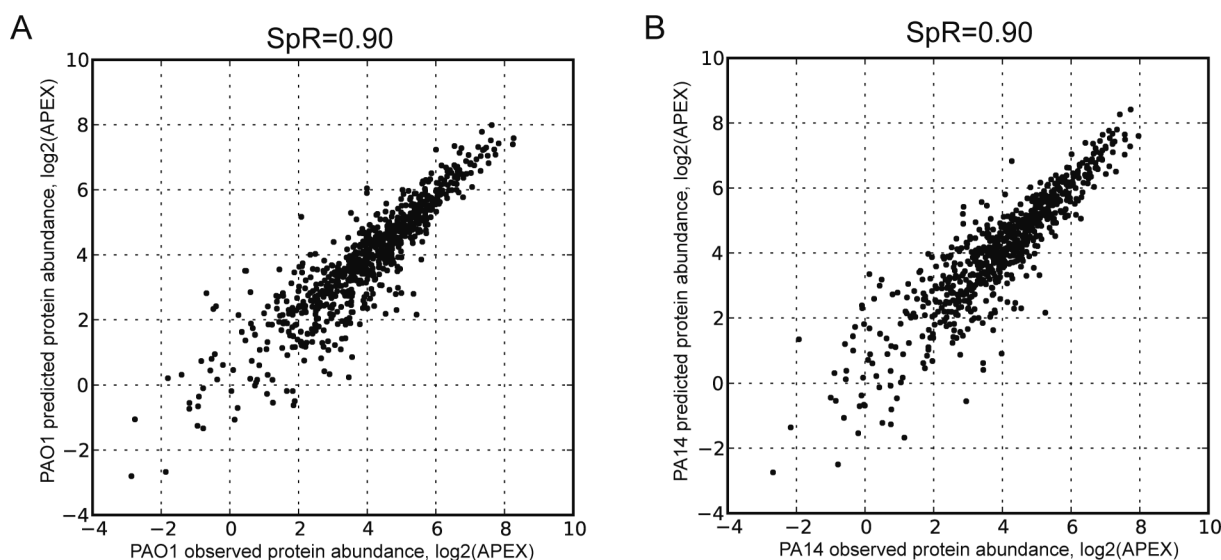 A
SpR=0.90
10
8
6
4
2
0
−2
−4
−4 −2 0 2 4 6 8 10
PAO1 predicted protein abundance, log2(APEX)
PAO1 observed protein abundance, log2(APEX)
B
SpR=0.90
10
8
6
4
2
0
−2
−4
−4 −2 0 2 4 6 8 10
PA14 predicted protein abundance, log2(APEX)
PA14 observed protein abundance, log2(APEX)